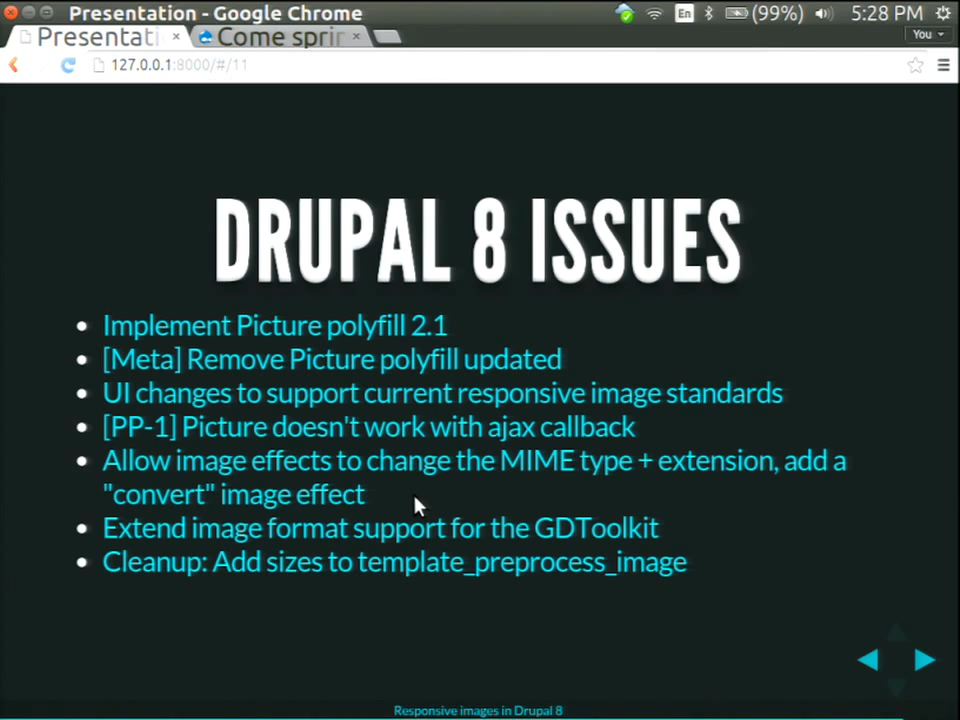 Presentation - Google Chrome
En
(99%)
5:28 PM
Presentati
Come sprin
You
127.0.0.1:8000/#/11
DRUPAL 8 ISSUES
Implement Picture polyfill 2.1
[Meta] Remove Picture polyfill updated
UI changes to support current responsive image standards
[PP-1] Picture doesn't work with ajax callback
Allow image effects to change the MIME type + extension, add a
"convert" image effect
Extend image format support for the GDToolkit
Cleanup: Add sizes to template_preprocess_image
Responsive images in Drupal 8